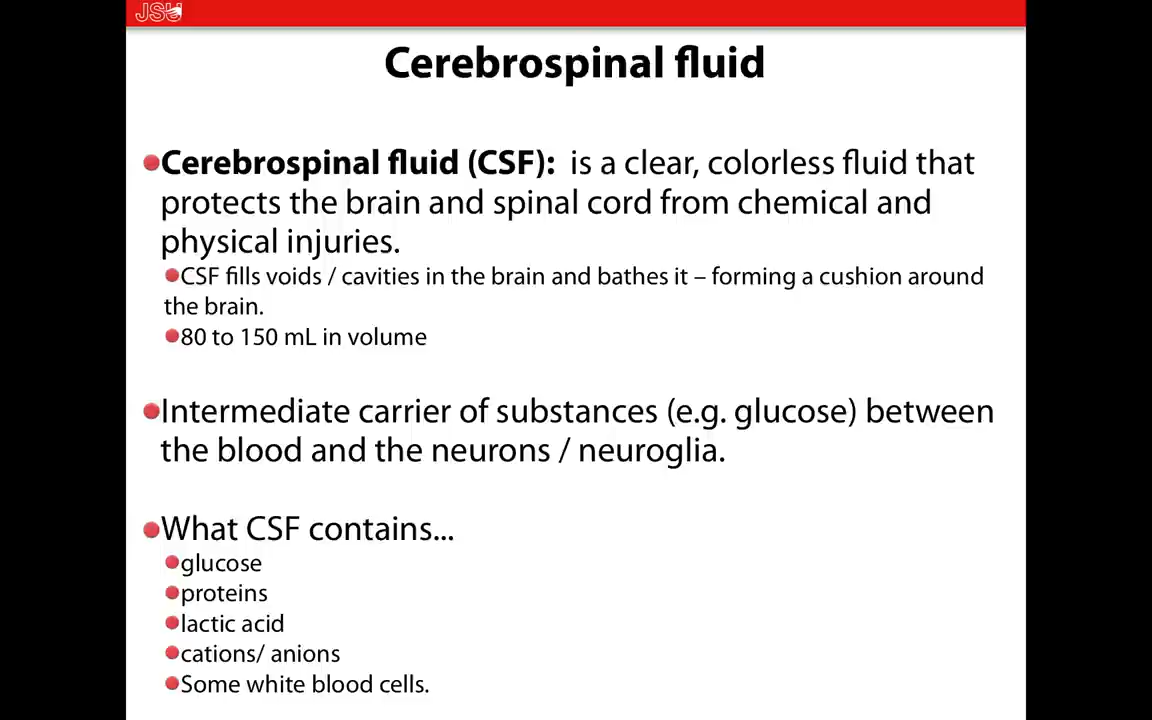 JSU
Cerebrospinal fluid
Cerebrospinal fluid (CSF): is a clear, colorless fluid that
protects the brain and spinal cord from chemical and
physical injuries.
CSF fills voids / cavities in the brain and bathes it – forming a cushion around
the brain.
80 to 150 mL in volume
Intermediate carrier of substances (e.g. glucose) between
the blood and the neurons / neuroglia.
What CSF contains...
glucose
proteins
lactic acid
cations/ anions
Some white blood cells.